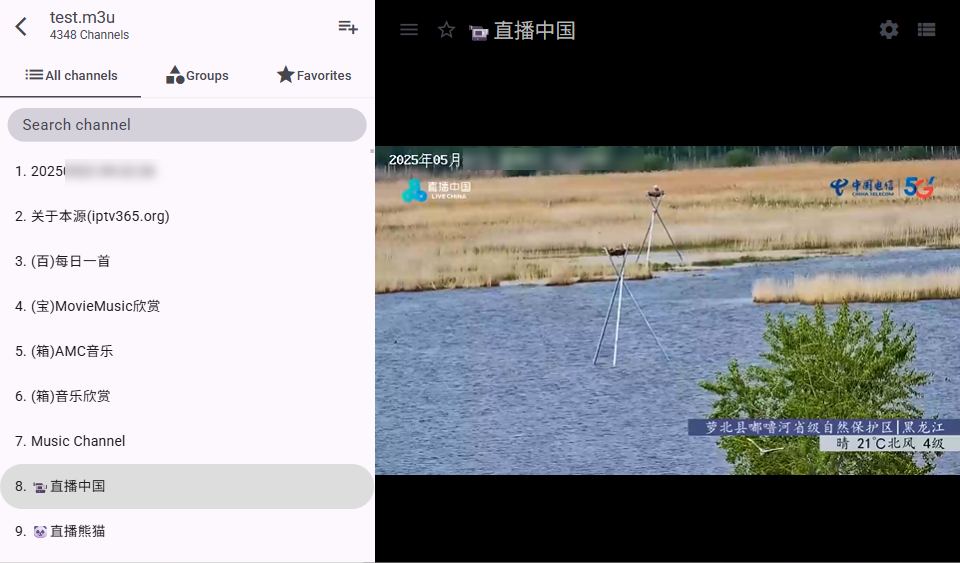 test.m3u
4348 Channels
All channels
Groups
Favorites
Search channel
1. 2025
2. 关于本源(iptv365.org)
3. (百)每日一首
4. (宝)MovieMusic欣赏
5. (箱)AMC音乐
6. (箱)音乐欣赏
7. Music Channel
8. 📹直播中国
9. 🐼直播熊猫
📹直播中国
2025年05月
直播中国
LIVE CHINA
中国电信
CHINA TELECOM
5G
萝北县嘟噜河省级自然保护区|黑龙江
晴 21℃北风 4级